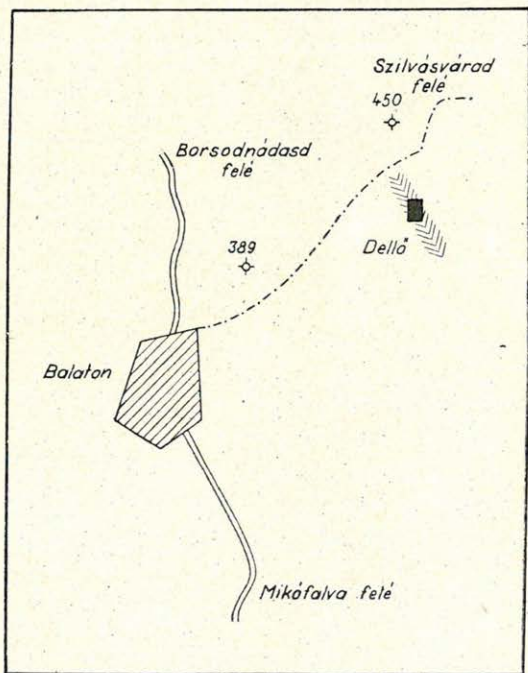 Szilvásvárad
felé
450
Borsodnádasd
felé
389
Dellő
Balaton
Mikófalva felé